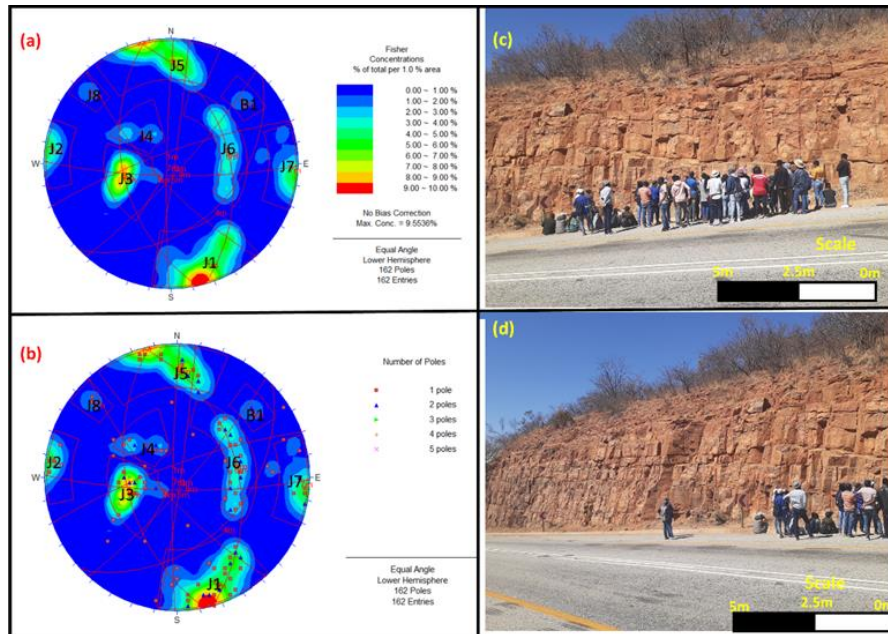 (a)
N
J5
J8
B1
J4
J6
J2
W
J3
J7
E
J1
S
Fisher
Concentrations
% of total per 1.0 % area
0.00 ~ 1.00 %
1.00 ~ 2.00 %
2.00 ~ 3.00 %
3.00 ~ 4.00 %
4.00 ~ 5.00 %
5.00 ~ 6.00 %
6.00 ~ 7.00 %
7.00 ~ 8.00 %
8.00 ~ 9.00 %
9.00 ~ 10.00 %
No Bias Correction
Max. Conc. = 9.5536%
Equal Angle
Lower Hemisphere
162 Poles
162 Entries
(c)
Scale
5m 2.5m 0m
(b)
N
J5
J8
B1
J4
J6
J2
W
J3
J7
E
J1
S
Number of Poles
1 pole
2 poles
3 poles
4 poles
5 poles
Equal Angle
Lower Hemisphere
162 Poles
162 Entries
(d)
Scale
5m 2.5m